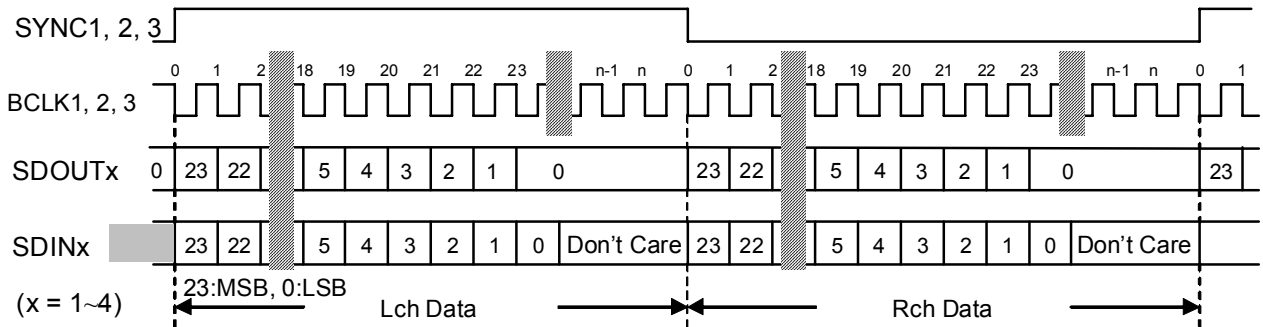 SYNC1, 2, 3
0 1 2 18 19 20 21 22 23 n-1 n 0 1 2 18 19 20 21 22 23 n-1 n 0 1
BCLK1, 2, 3
SDOUTx 0 23 22 5 4 3 2 1 0 23 22 5 4 3 2 1 0 23
SDINx 23 22 5 4 3 2 1 0 Don't Care 23 22 5 4 3 2 1 0 Don't Care
23:MSB, 0:LSB
(x = 1~4) Lch Data Rch Data